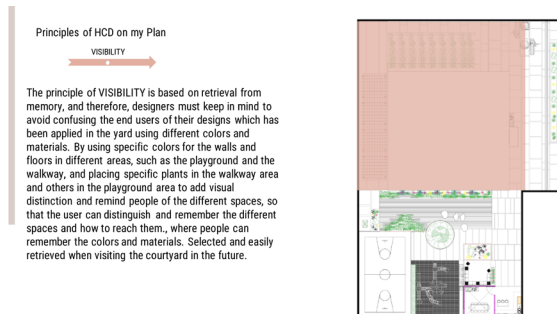 Principles of HCD on my Plan
VISIBILITY
The principle of VISIBILITY is based on retrieval from
memory, and therefore, designers must keep in mind to
avoid confusing the end users of their designs which has
been applied in the yard using different colors and
materials. By using specific colors for the walls and
floors in different areas, such as the playground and the
walkway, and placing specific plants in the walkway area
and others in the playground area to add visual
distinction and remind people of the different spaces, so
that the user can distinguish and remember the different
spaces and how to reach them., where people can
remember the colors and materials. Selected and easily
retrieved when visiting the courtyard in the future.